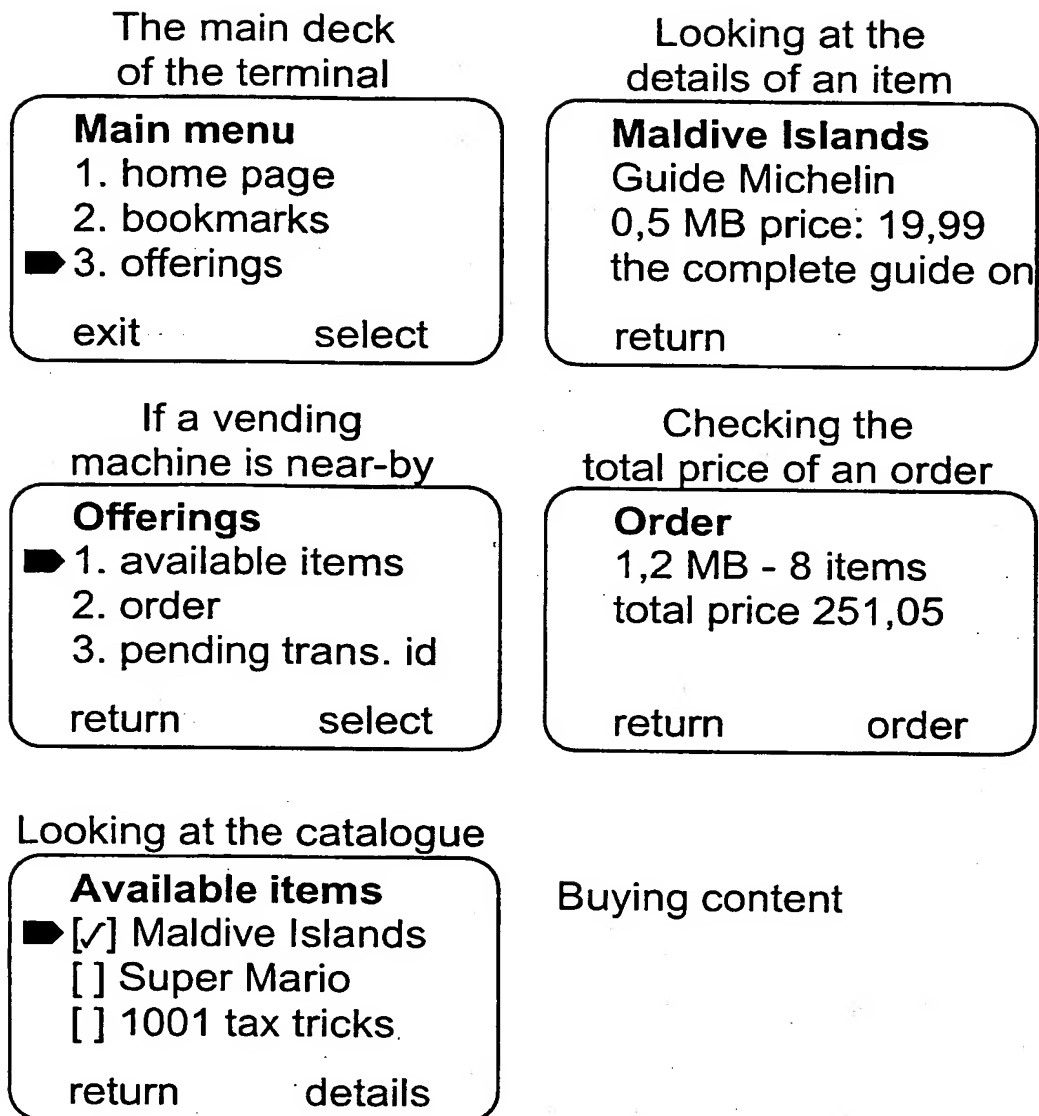 The main deck
of the terminal
Main menu
1. home page
2. bookmarks
3. offerings
exit select
If a vending
machine is near-by
Offerings
1. available items
2. order
3. pending trans. id
return select
Looking at the catalogue
Available items
[✓] Maldive Islands
[ ] Super Mario
[ ] 1001 tax tricks
return details
Looking at the
details of an item
Maldive Islands
Guide Michelin
0,5 MB price: 19,99
the complete guide on
return
Checking the
total price of an order
Order
1,2 MB - 8 items
total price 251,05
return order
Buying content